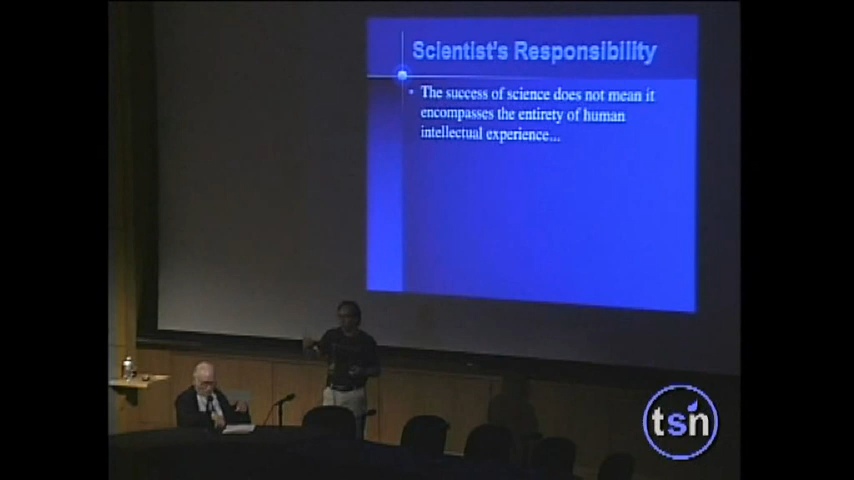 Scientist's Responsibility
The success of science does not mean it
encompasses the entirety of human
intellectual experience...
tsn